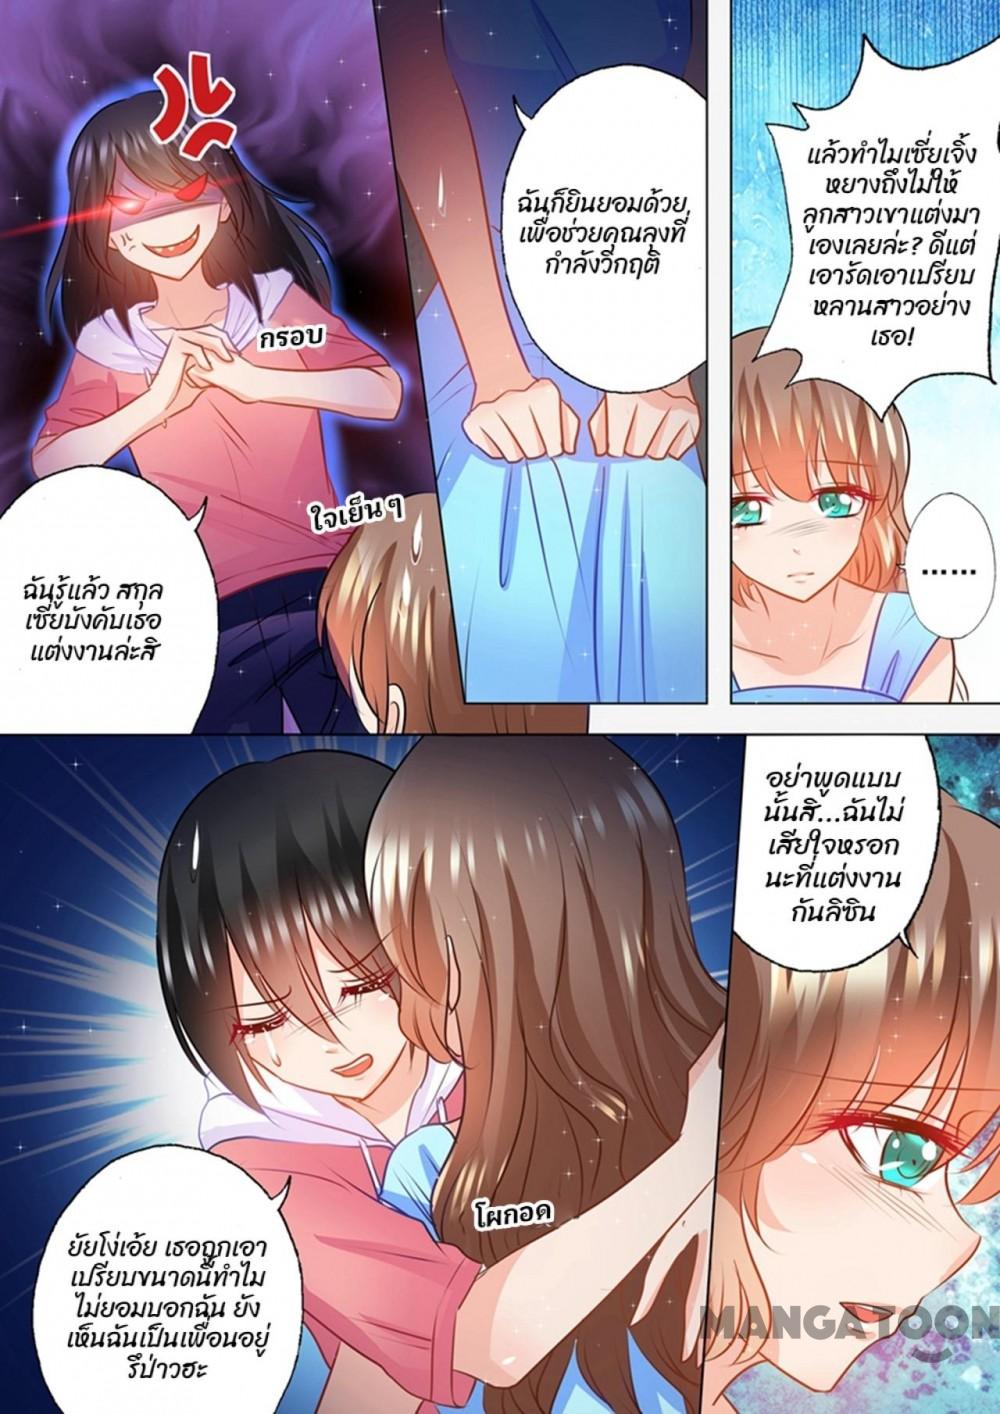 ฉันรู้แล้ว สกุล
เซี่ยบังคับเธอ
แต่งงานล่ะสิ
กรอบ
ใจเย็น ๆ
ฉันก็ยินยอมด้วย
เพื่อช่วยคุณลุงที่
กำลังวิกฤติ
แล้วทำไมเซี่ยเจิ้ง
หยางถึงไม่ให้
ลูกสาวเขาแต่งมา
เองเลยล่ะ? ดีแต่
เอารัดเอาเปรียบ
หลานสาวอย่าง
เธอ!
......
ยัยโง่เอ้ย เธอถูกเอา
เปรียบขนาดนี้ทำไม
ไม่ยอมบอกฉัน ยัง
เห็นฉันเป็นเพื่อนอยู่
รึป่าวฮะ
โผกอด
อย่าพูดแบบ
นั้นสิ...ฉันไม่
เสียใจหรอก
นะที่แต่งงาน
กับลิซิน
MANGATOON